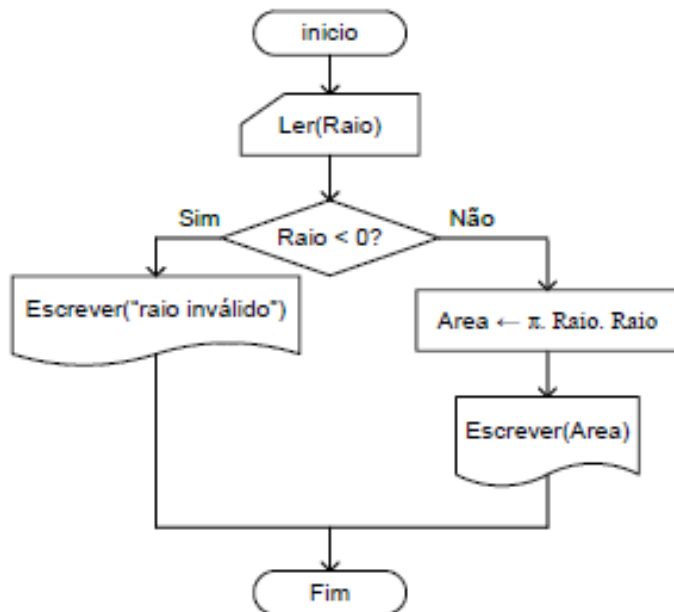 inicio
Ler(Raio)
Sim
Raio < 0?
Não
Escrever("raio inválido")
Area ← π. Raio. Raio
Escrever(Area)
Fim